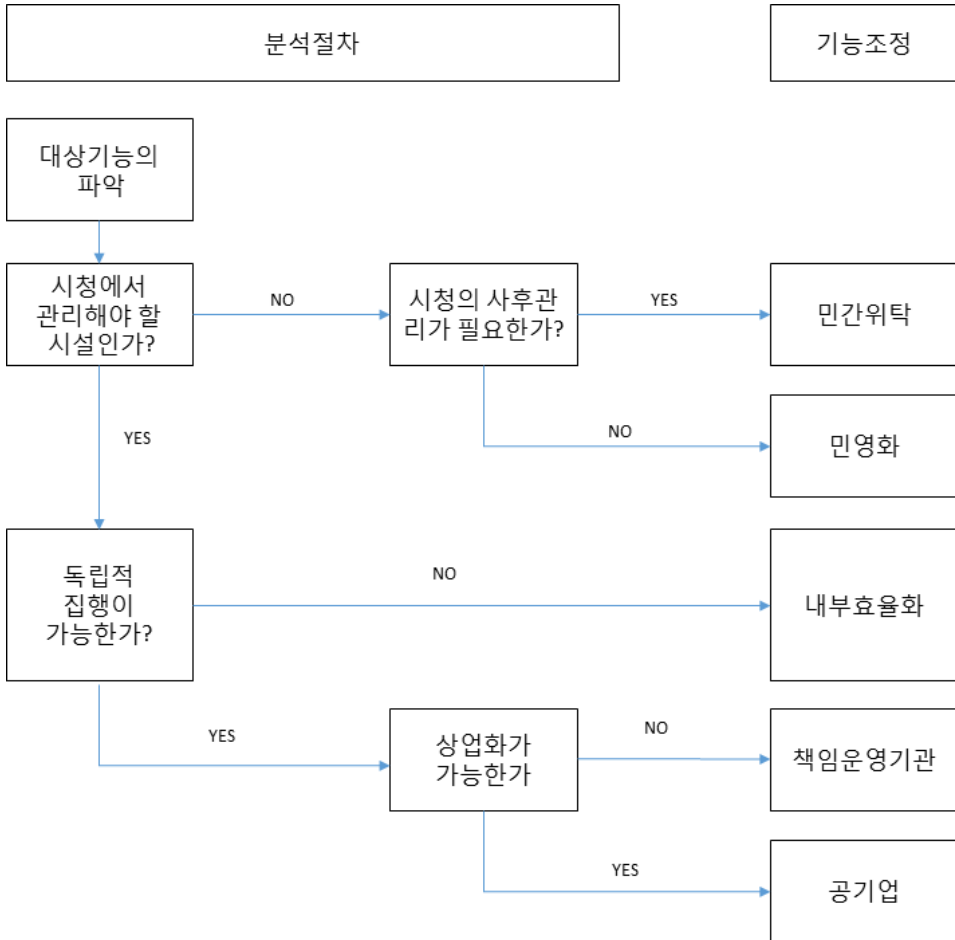 분석절차
기능조정
대상기능의
파악
시청에서
관리해야 할
시설인가?
NO
시청의 사후관
리가 필요한가?
YES
민간위탁
NO
민영화
YES
독립적
집행이
가능한가?
NO
내부효율화
YES
상업화가
가능한가
NO
책임운영기관
YES
공기업